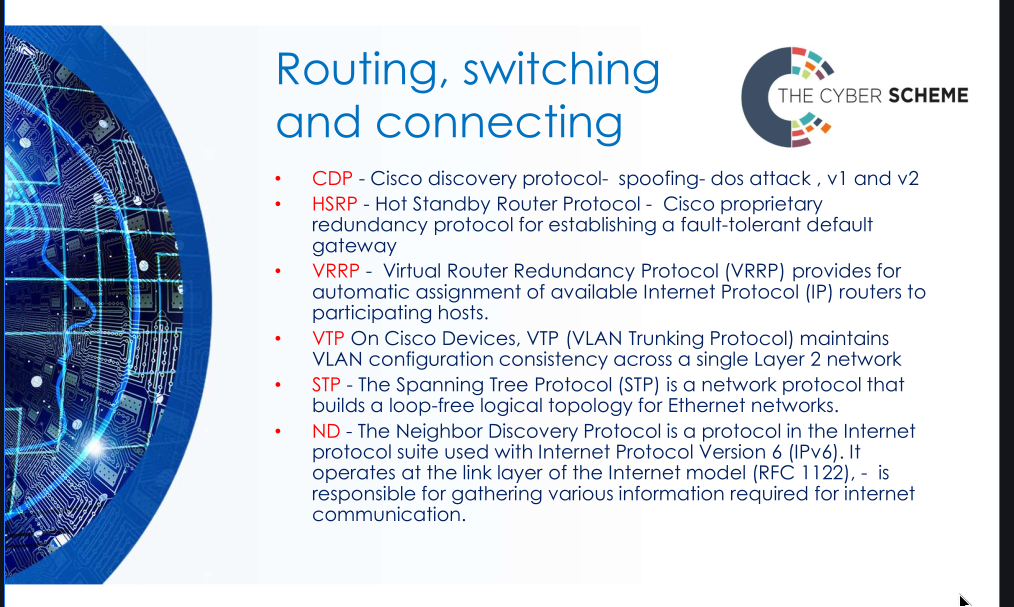 Routing, switching
and connecting
THE CYBER SCHEME
• CDP - Cisco discovery protocol-  spoofing- dos attack , v1 and v2
• HSRP - Hot Standby Router Protocol -  Cisco proprietary
redundancy protocol for establishing a fault-tolerant default
gateway
• VRRP -  Virtual Router Redundancy Protocol (VRRP) provides for
automatic assignment of available Internet Protocol (IP) routers to
participating hosts.
• VTP On Cisco Devices, VTP (VLAN Trunking Protocol) maintains
VLAN configuration consistency across a single Layer 2 network
• STP - The Spanning Tree Protocol (STP) is a network protocol that
builds a loop-free logical topology for Ethernet networks.
• ND - The Neighbor Discovery Protocol is a protocol in the Internet
protocol suite used with Internet Protocol Version 6 (IPv6). It
operates at the link layer of the Internet model (RFC 1122), -  is
responsible for gathering various information required for internet
communication.